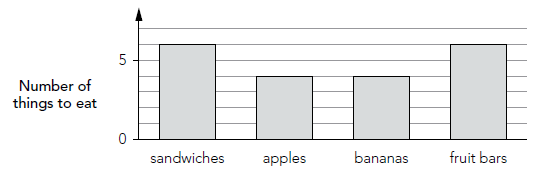 5
Number of
things to eat
0
sandwiches apples bananas fruit bars